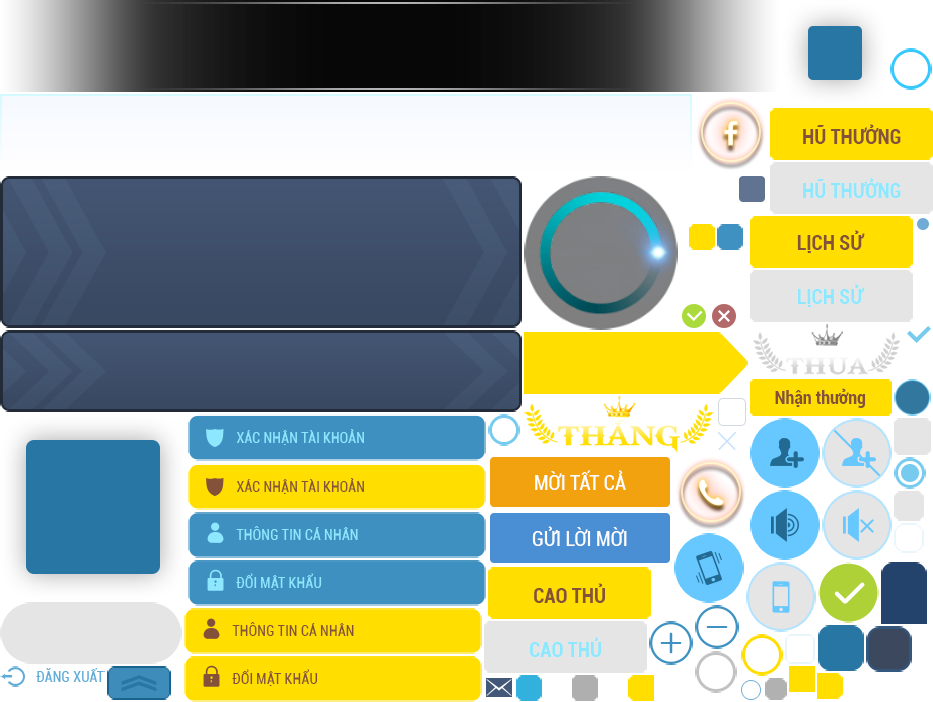 HŨ THƯỞNG
HŨ THƯỞNG
LỊCH SỬ
LỊCH SỬ
THUA
Nhận thưởng
THẮNG
XÁC NHẬN TÀI KHOẢN
XÁC NHẬN TÀI KHOẢN
MỜI TẤT CẢ
THÔNG TIN CÁ NHÂN
GỬI LỜI MỜI
ĐỔI MẬT KHẨU
CAO THỦ
THÔNG TIN CÁ NHÂN
CAO THỦ
ĐỔI MẬT KHẨU
ĐĂNG XUẤT